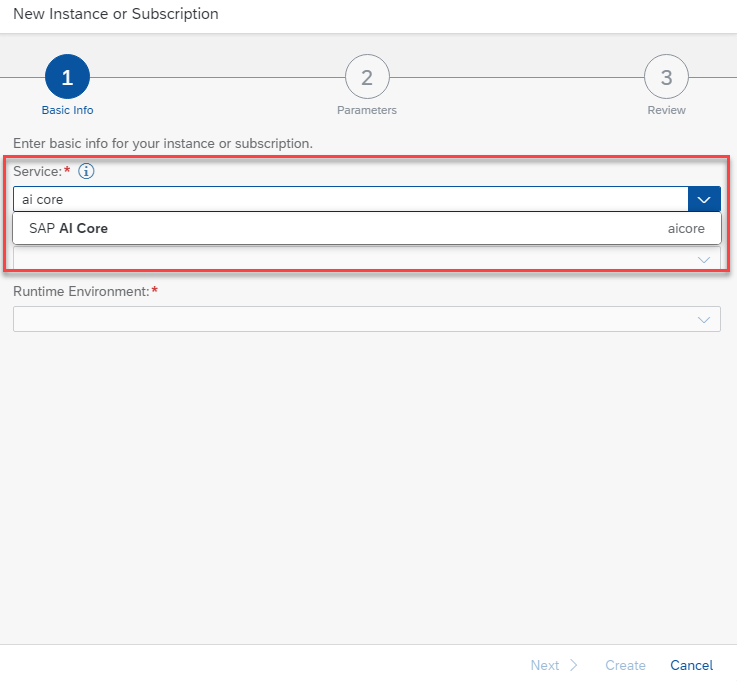 New Instance or Subscription
1 2 3
Basic Info Parameters Review
Enter basic info for your instance or subscription.
Service:*
ai core
SAP AI Core aicore
Runtime Environment:*
Next Create Cancel